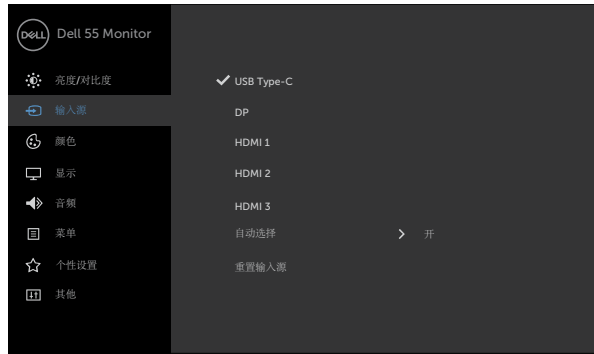 DELL Dell 55 Monitor
亮度/对比度
USB Type-C
输入源
DP
颜色
HDMI 1
显示
HDMI 2
音频
HDMI 3
菜单
自动选择 开
个性设置
重置输入源
其他